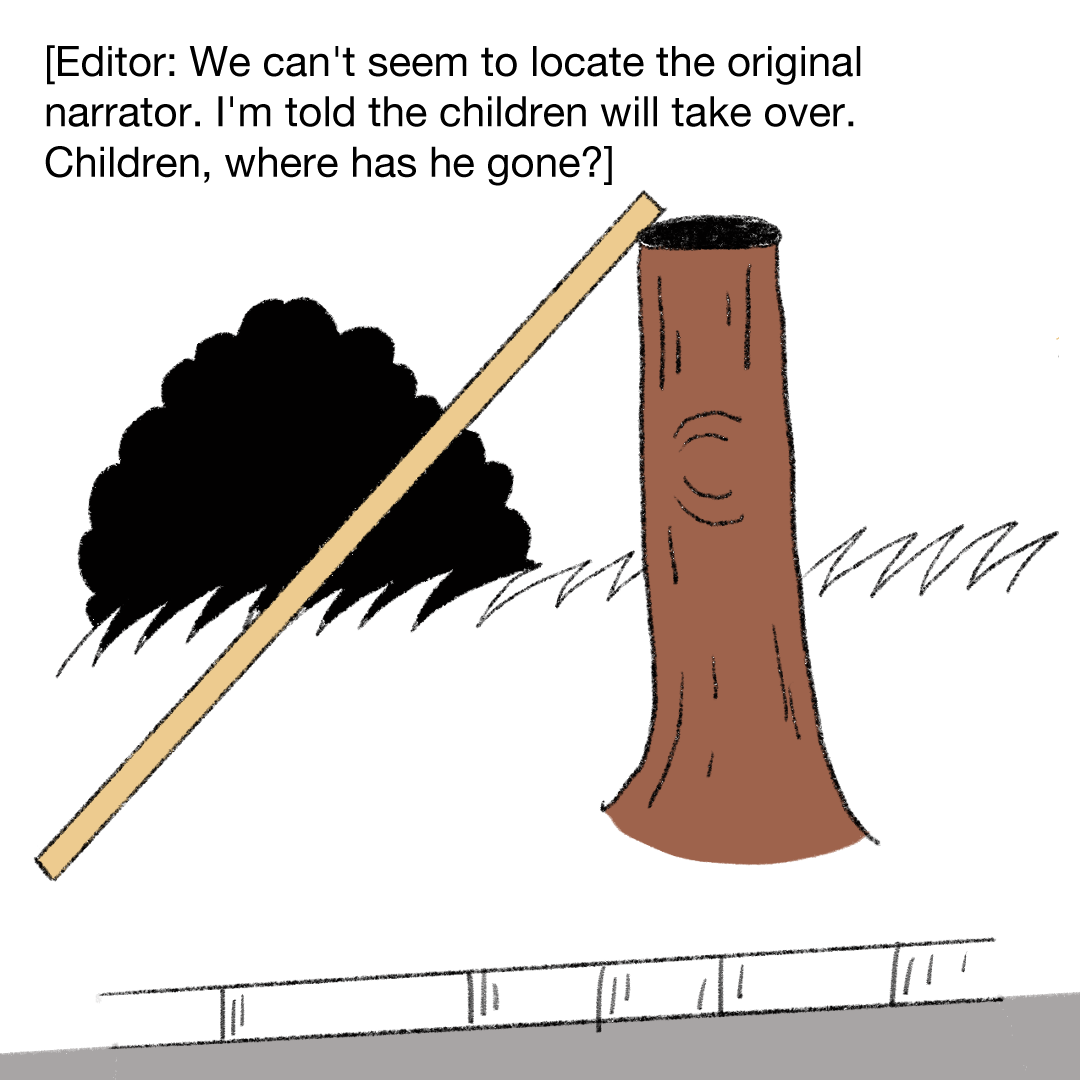 [Editor: We can't seem to locate the original
narrator. I'm told the children will take over.
Children, where has he gone?]